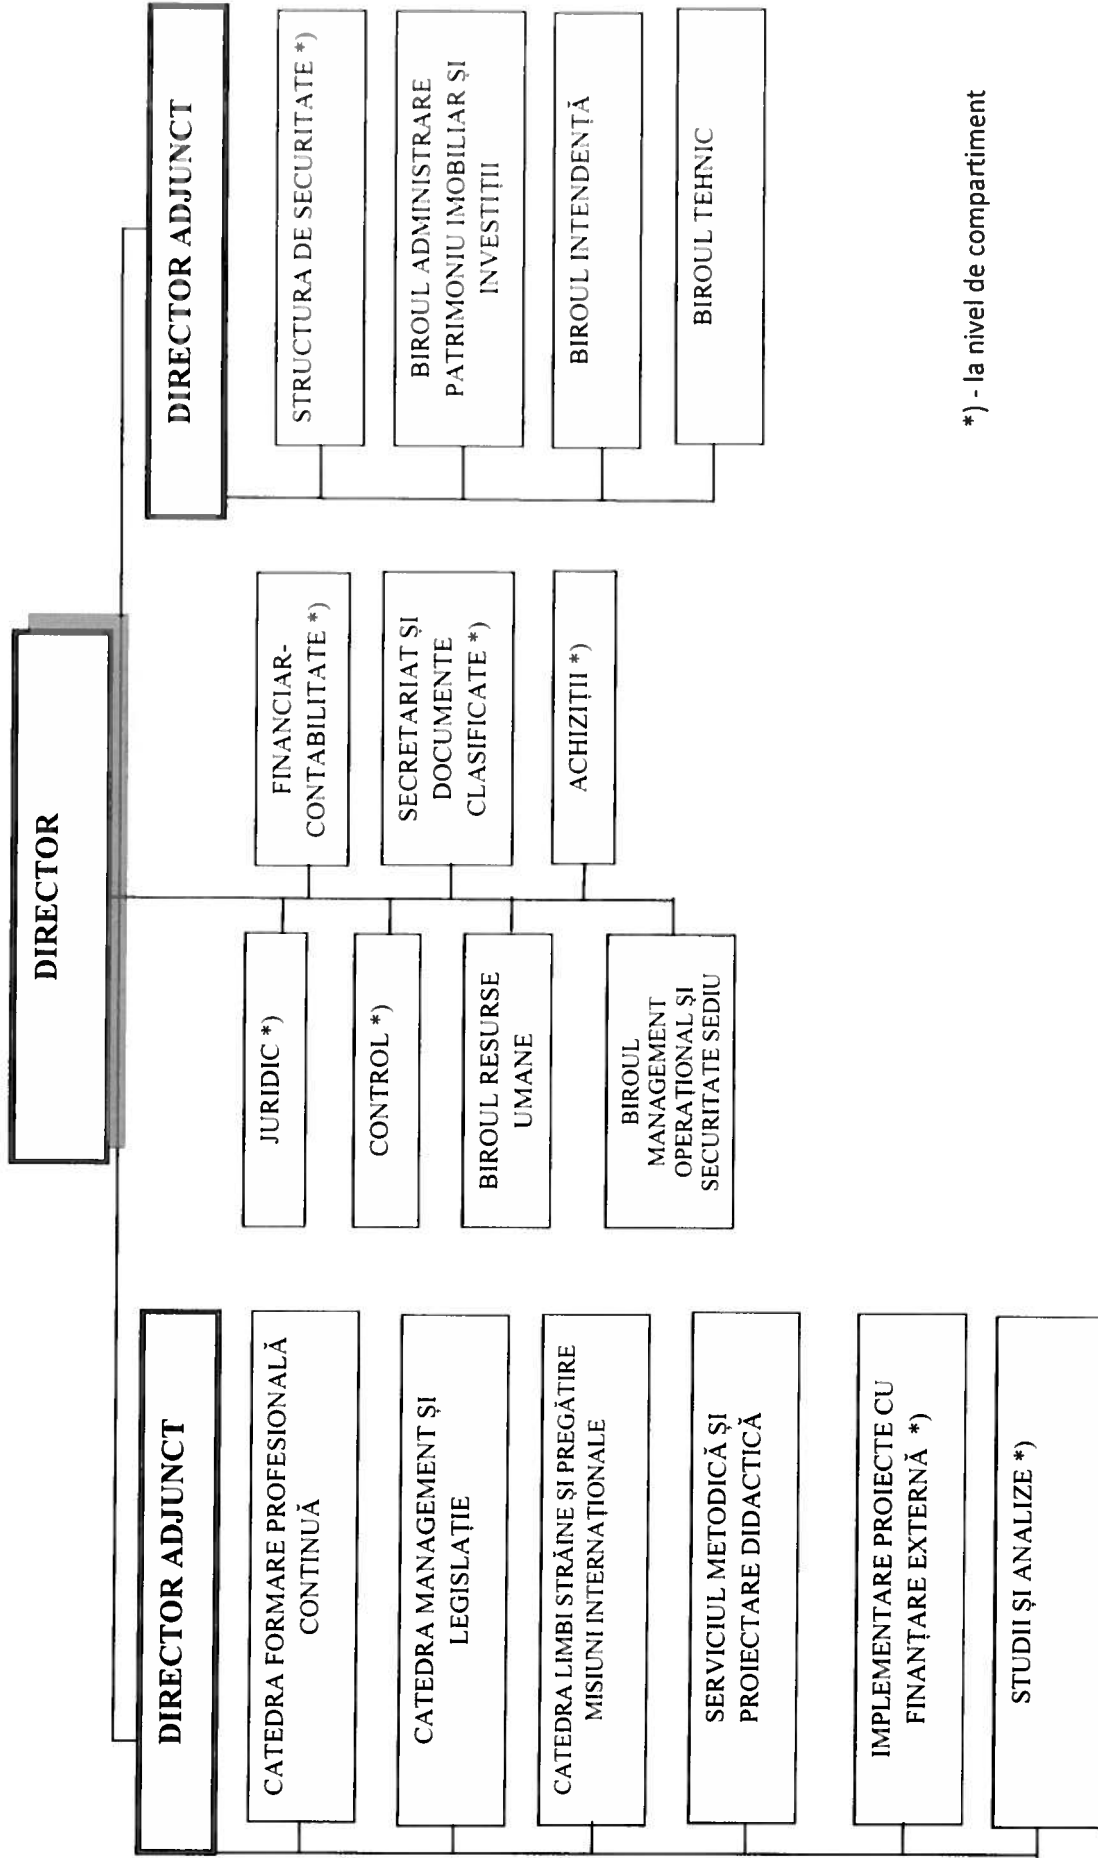 DIRECTOR
DIRECTOR ADJUNCT
CATEDRA FORMARE PROFESIONALĂ
CONTINUĂ
CATEDRA MANAGEMENT ȘI
LEGISLAȚIE
CATEDRA LIMBI STRĂINE ȘI PREGĂTIRE
MISIUNI INTERNAȚIONALE
SERVICIUL METODICĂ ȘI
PROIECTARE DIDACTICĂ
IMPLEMENTARE PROIECTE CU
FINANȚARE EXTERNĂ *)
STUDII ȘI ANALIZE *)
JURIDIC *)
CONTROL *)
BIROUL RESURSE
UMANE
BIROUL
MANAGEMENT
OPERAȚIONAL ȘI
SECURITATE SEDIU
FINANCIAR-
CONTABILITATE *)
SECRETARIAT ȘI
DOCUMENTE
CLASIFICATE *)
ACHIZIȚII *)
DIRECTOR ADJUNCT
STRUCTURA DE SECURITATE *)
BIROUL ADMINISTRARE
PATRIMONIU IMOBILIAR ȘI
INVESTIȚII
BIROUL INTENDENȚĂ
BIROUL TEHNIC
*) - la nivel de compartiment